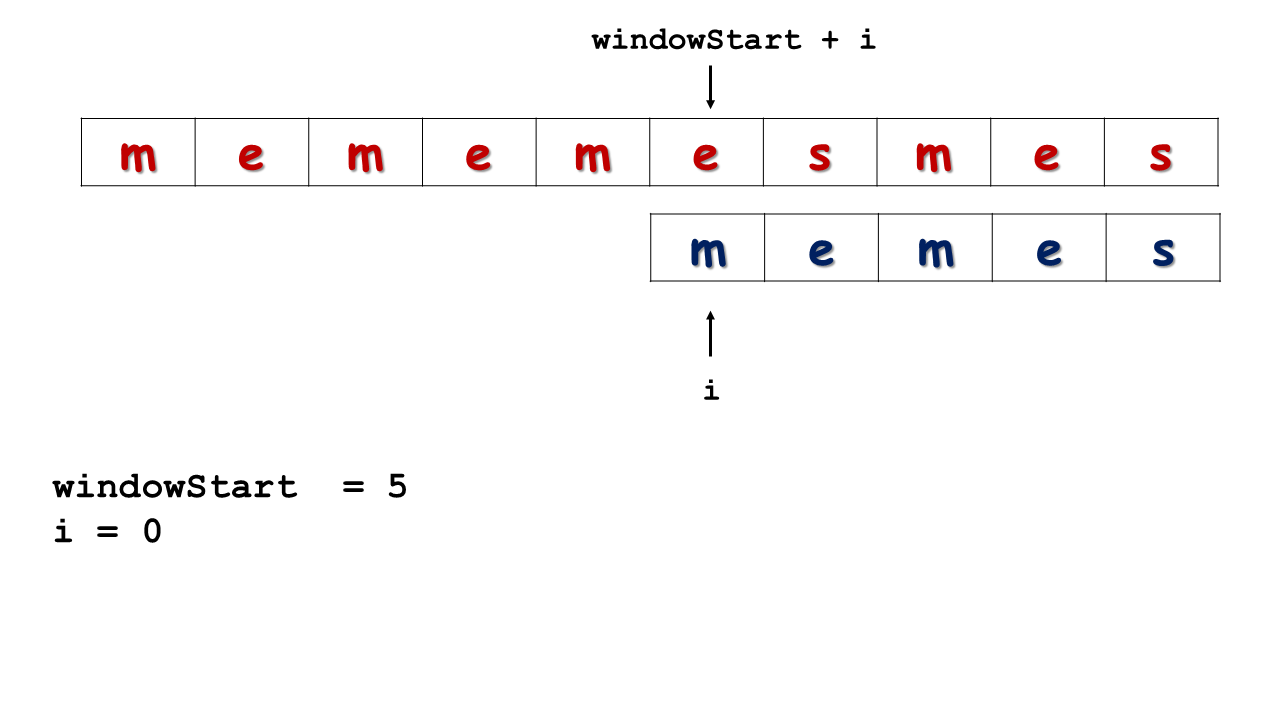 windowStart + i
m e m e m e s m e s
m e m e s
i
windowStart = 5
i = 0